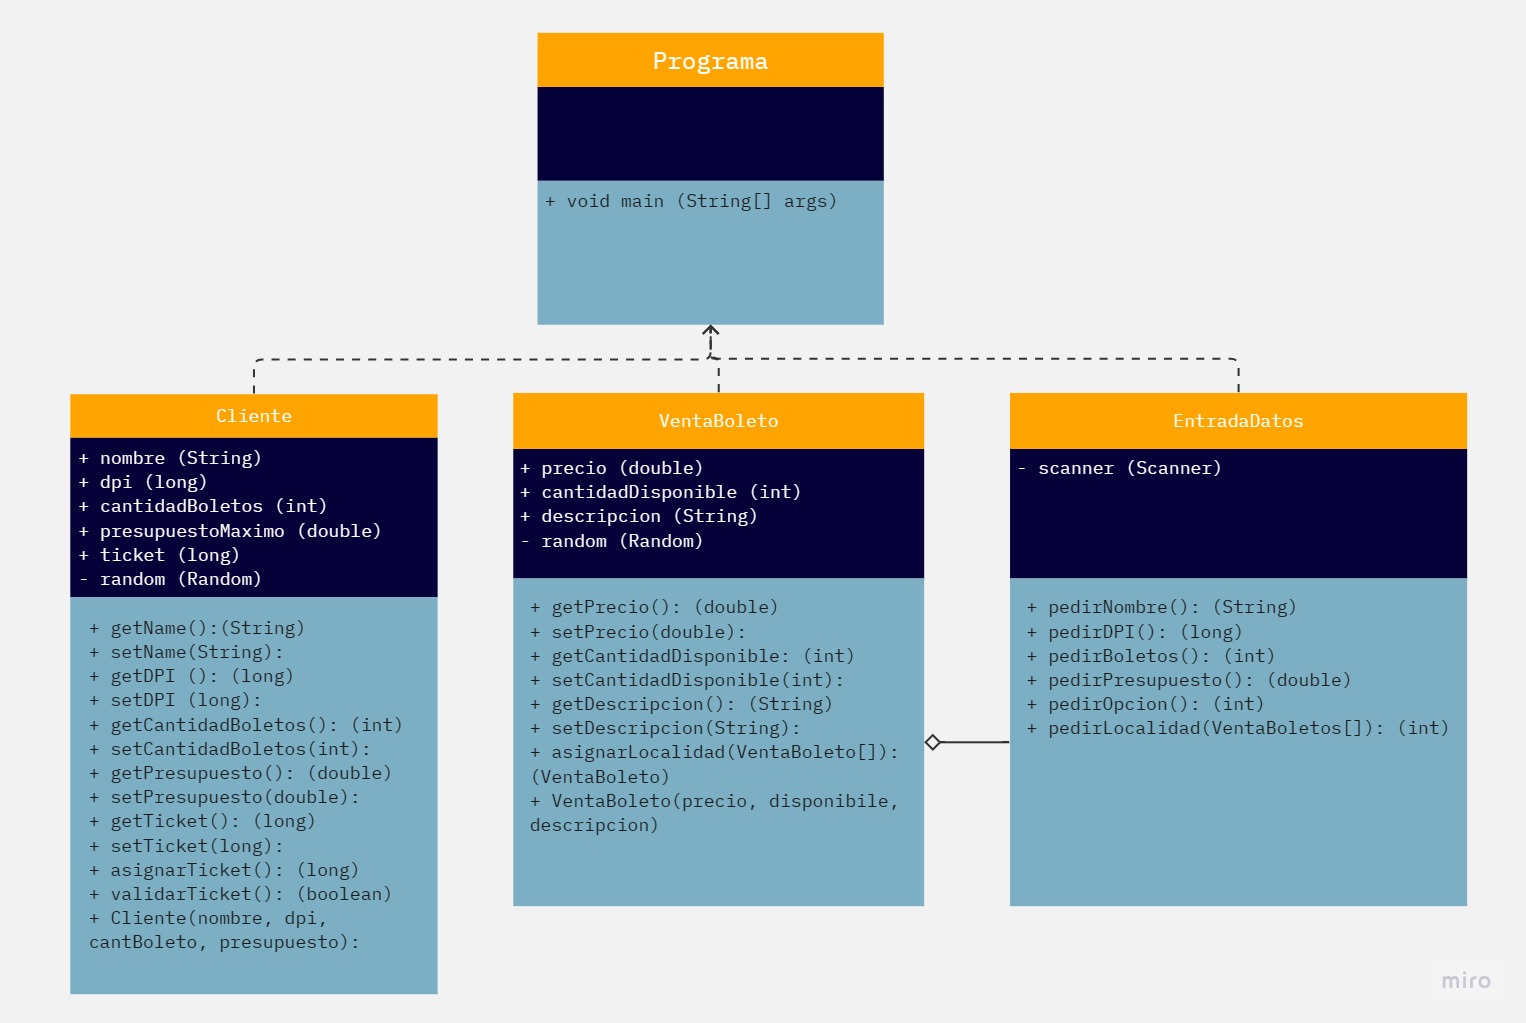 Programa
+ void main (String[] args)
Cliente
+ nombre (String)
+ dpi (long)
+ cantidadBoletos (int)
+ presupuestoMaximo (double)
+ ticket (long)
- random (Random)
+ getName():(String)
+ setName(String):
+ getDPI (): (long)
+ setDPI (long):
+ getCantidadBoletos(): (int)
+ setCantidadBoletos(int):
+ getPresupuesto(): (double)
+ setPresupuesto(double):
+ getTicket(): (long)
+ setTicket(long):
+ asignarTicket(): (long)
+ validarTicket(): (boolean)
+ Cliente(nombre, dpi,
cantBoleto, presupuesto):
VentaBoleto
+ precio (double)
+ cantidadDisponible (int)
+ descripcion (String)
- random (Random)
+ getPrecio(): (double)
+ setPrecio(double):
+ getCantidadDisponible: (int)
+ setCantidadDisponible(int):
+ getDescripcion(): (String)
+ setDescripcion(String):
+ asignarLocalidad(VentaBoleto[]):
(VentaBoleto)
+ VentaBoleto(precio, disponibile,
descripcion)
EntradaDatos
- scanner (Scanner)
+ pedirNombre(): (String)
+ pedirDPI(): (long)
+ pedirBoletos(): (int)
+ pedirPresupuesto(): (double)
+ pedirOpcion(): (int)
+ pedirLocalidad(VentaBoletos[]): (int)
miro